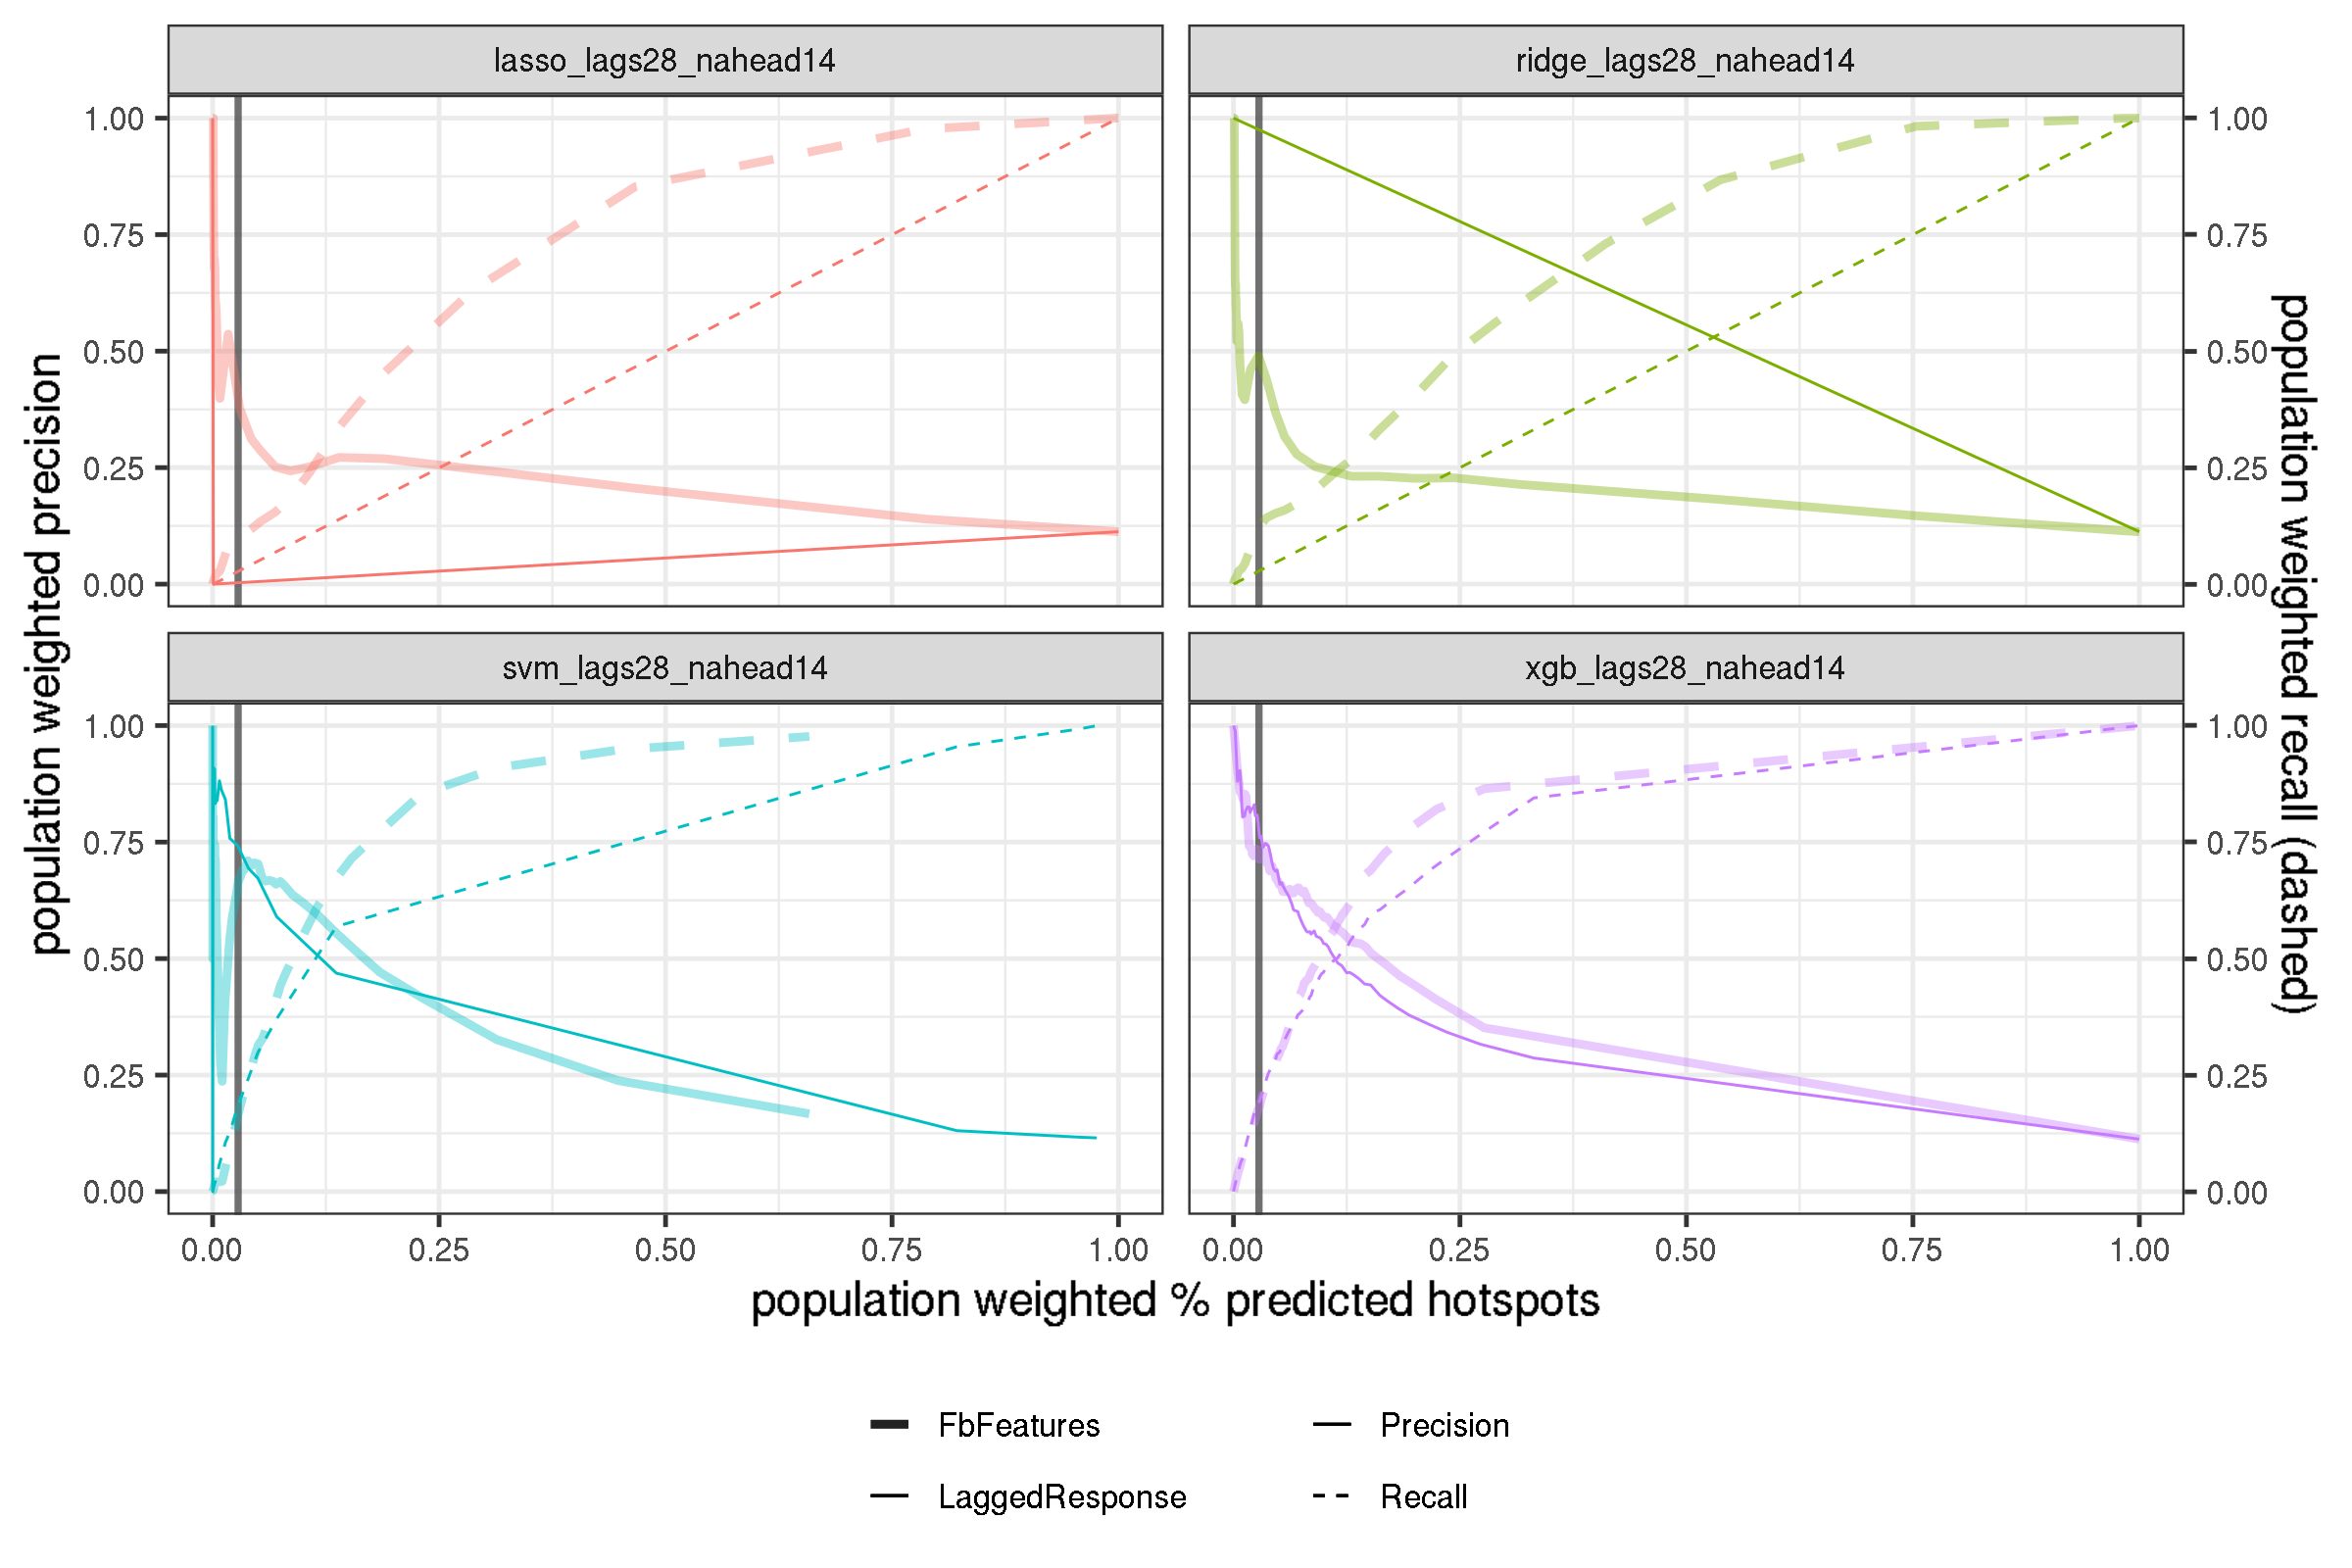 lasso_lags28_nahead14
ridge_lags28_nahead14
1.00
0.75
0.50
0.25
0.00
1.00
0.75
0.50
0.25
0.00
svm_lags28_nahead14
xgb_lags28_nahead14
1.00
0.75
0.50
0.25
0.00
1.00
0.75
0.50
0.25
0.00
population weighted precision
population weighted recall (dashed)
0.00 0.25 0.50 0.75 1.00
0.00 0.25 0.50 0.75 1.00
population weighted % predicted hotspots
FbFeatures
Precision
LaggedResponse
Recall